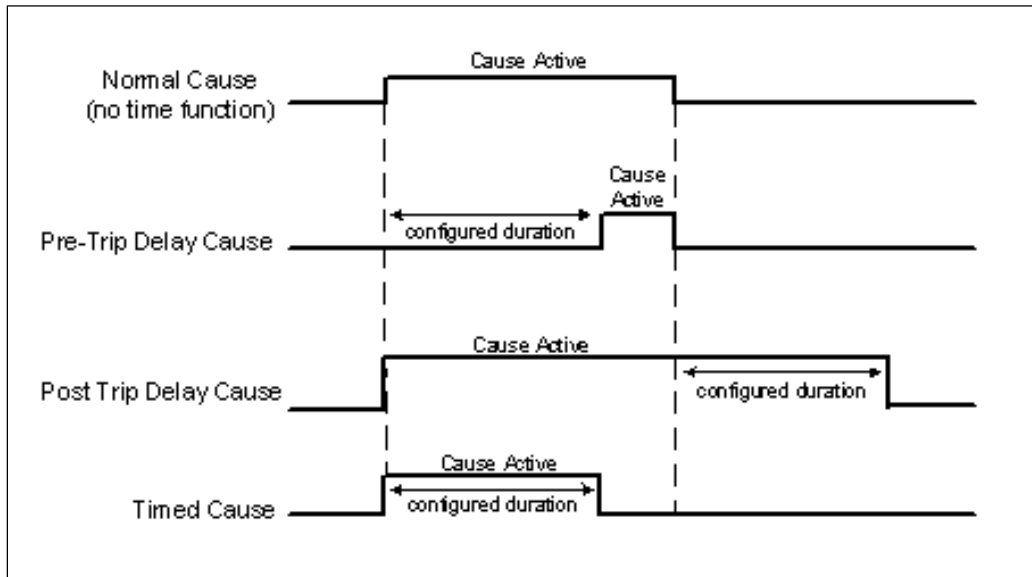 Cause Active
Normal Cause
(no time function)
Cause
Active
configured duration
Pre-Trip Delay Cause
Cause Active
Post Trip Delay Cause
configured duration
Cause Active
configured duration
Timed Cause